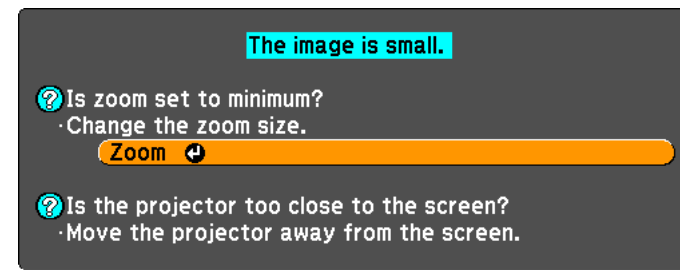 The image is small.
Is zoom set to minimum?
·Change the zoom size.
Zoom
Is the projector too close to the screen?
·Move the projector away from the screen.